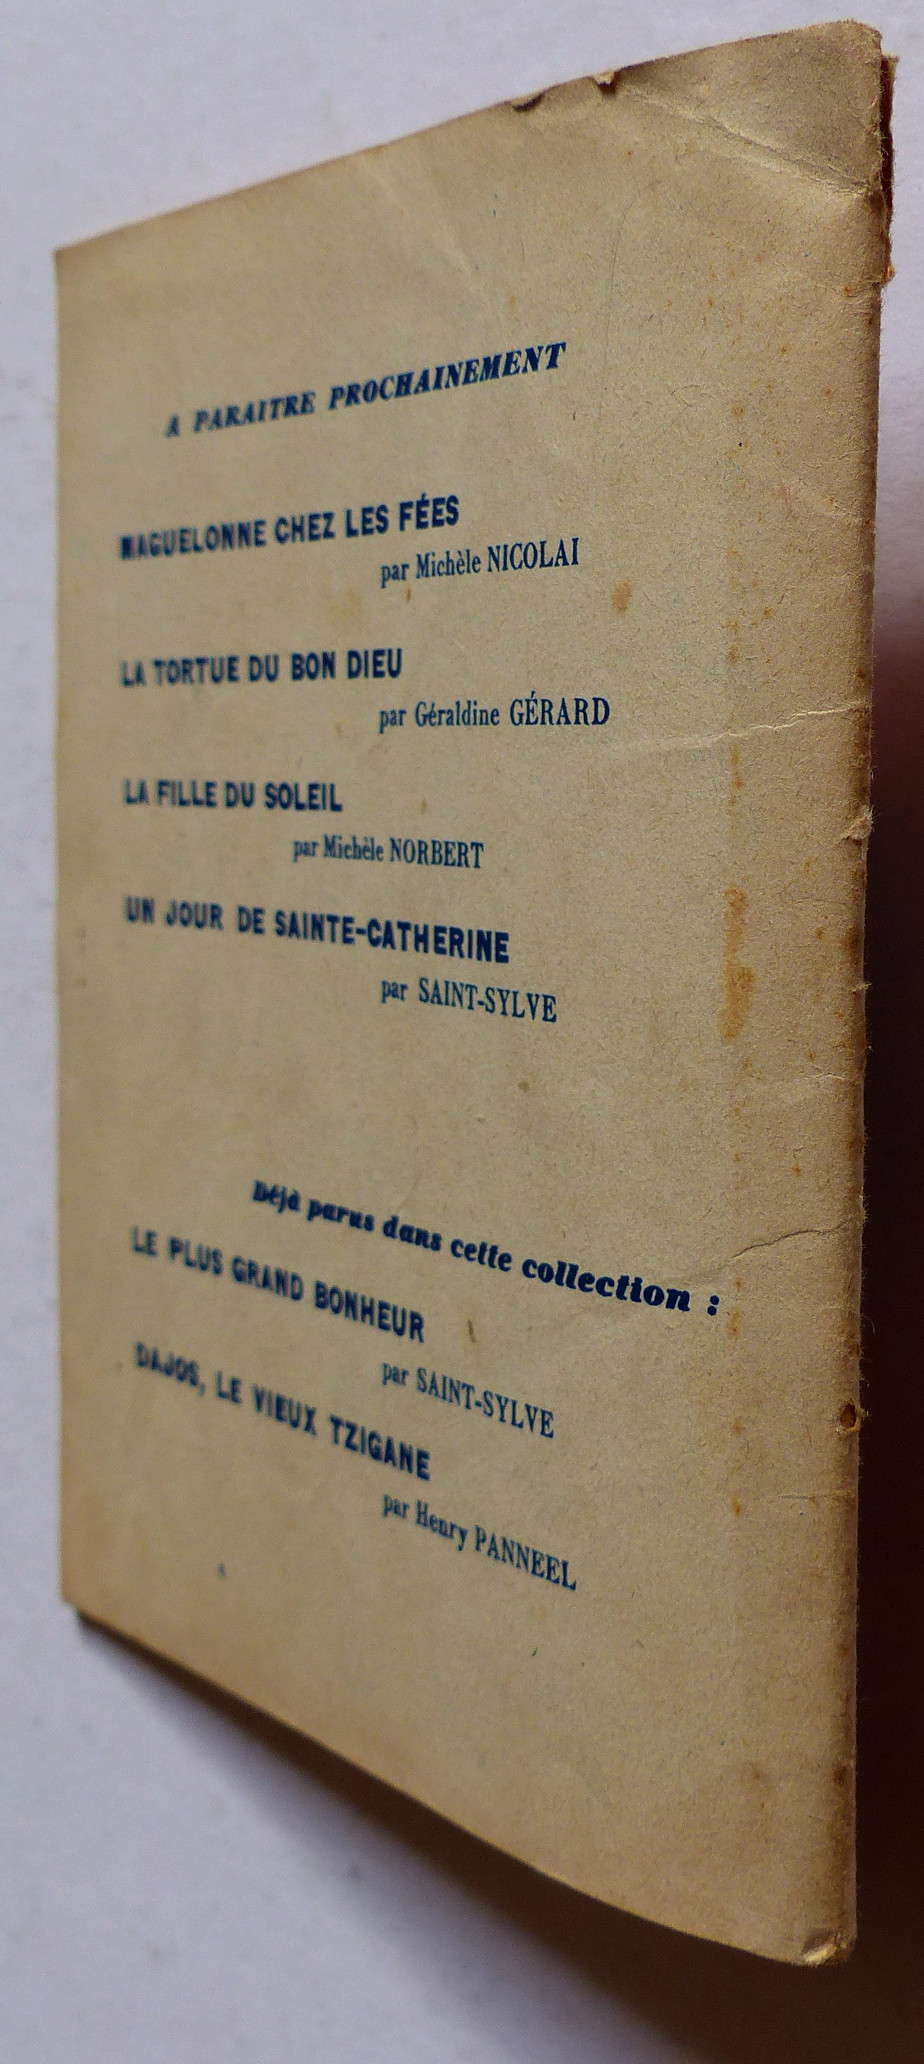 A PARAITRE PROCHAINEMENT
MAGUELONNE CHEZ LES FÉES
par Michèle NICOLAI
LA TORTUE DU BON DIEU
par Géraldine GÉRARD
LA FILLE DU SOLEIL
par Michèle NORBERT
UN JOUR DE SAINTE-CATHERINE
par SAINT-SYLVE
Déjà parus dans cette collection :
LE PLUS GRAND BONHEUR
par SAINT-SYLVE
DAJOS, LE VIEUX TZIGANE
par Henry PANNEEL